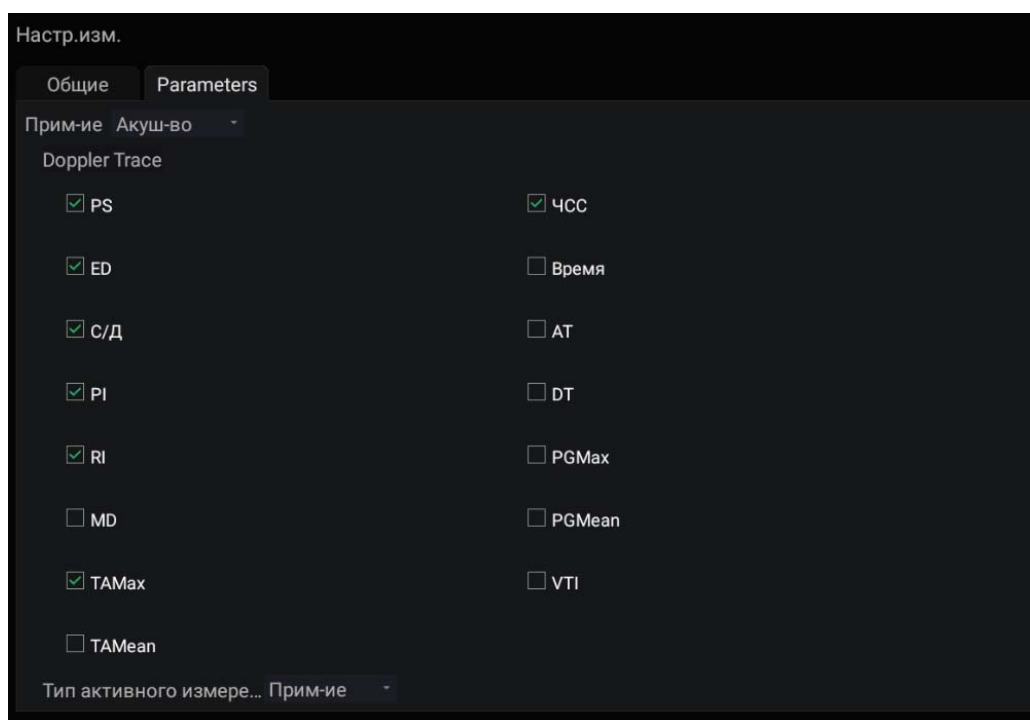 Настр.изм.
Общие Parameters
Прим-ие Акуш-во
Doppler Trace
PS ЧСС
ED Время
С/Д AT
PI DT
RI PGMax
MD PGMean
TAMax VTI
TAMean
Тип активного измере... Прим-ие